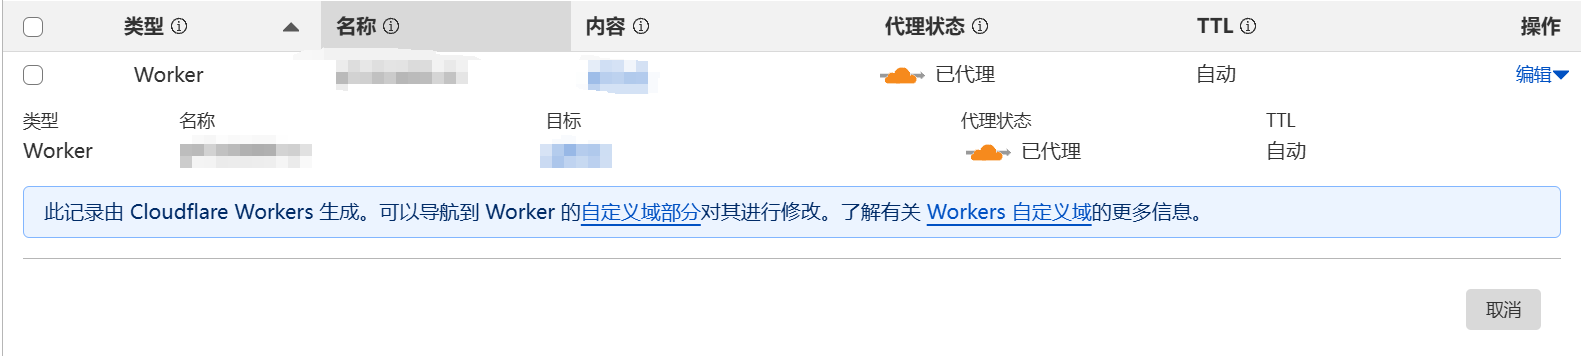 类型 名称 内容 代理状态 TTL 操作
Worker 已代理 自动 编辑
类型 名称 目标 代理状态 TTL
Worker 已代理 自动
此记录由 Cloudflare Workers 生成。可以导航到 Worker 的自定义域部分对其进行修改。了解有关 Workers 自定义域的更多信息。
取消